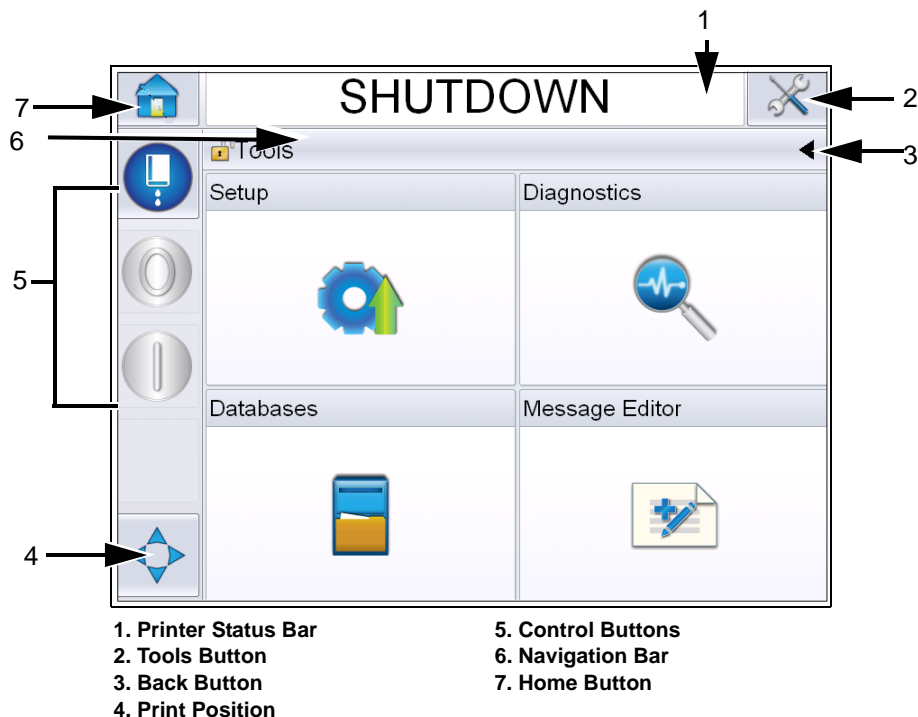 1
SHUTDOWN
7
2
6
Tools
3
Setup
Diagnostics
5
Databases
Message Editor
4
1. Printer Status Bar
2. Tools Button
3. Back Button
4. Print Position
5. Control Buttons
6. Navigation Bar
7. Home Button